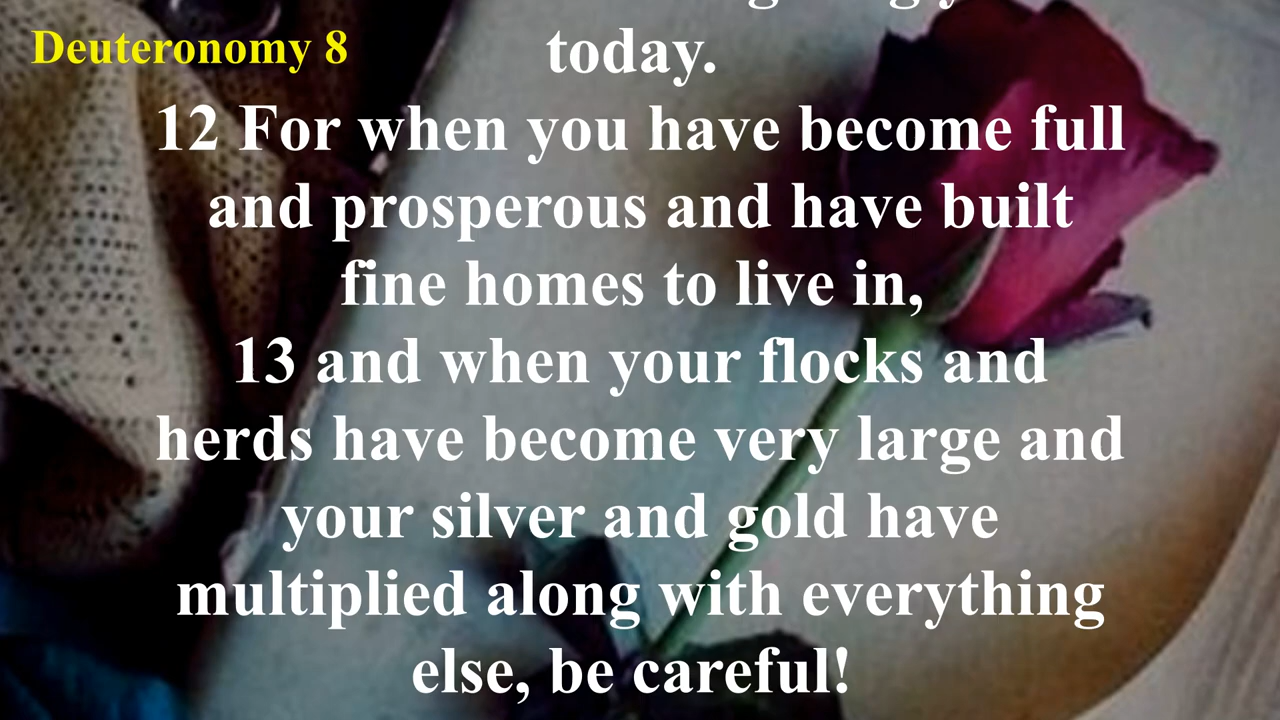 Deuteronomy 8
today.
12 For when you have become full
and prosperous and have built
fine homes to live in,
13 and when your flocks and
herds have become very large and
your silver and gold have
multiplied along with everything
else, be careful!